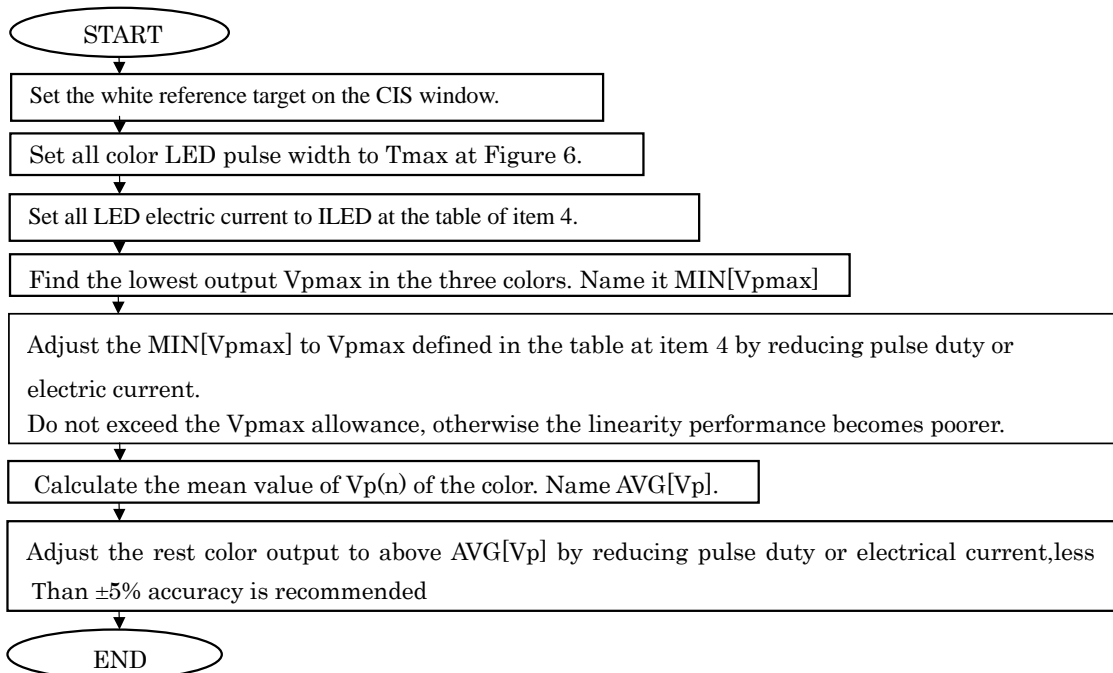 START
Set the white reference target on the CIS window.
Set all color LED pulse width to Tmax at Figure 6.
Set all LED electric current to ILED at the table of item 4.
Find the lowest output Vpmax in the three colors. Name it MIN[Vpmax]
Adjust the MIN[Vpmax] to Vpmax defined in the table at item 4 by reducing pulse duty or
electric current.
Do not exceed the Vpmax allowance, otherwise the linearity performance becomes poorer.
Calculate the mean value of Vp(n) of the color. Name AVG[Vp].
Adjust the rest color output to above AVG[Vp] by reducing pulse duty or electrical current,less
Than ±5% accuracy is recommended
END